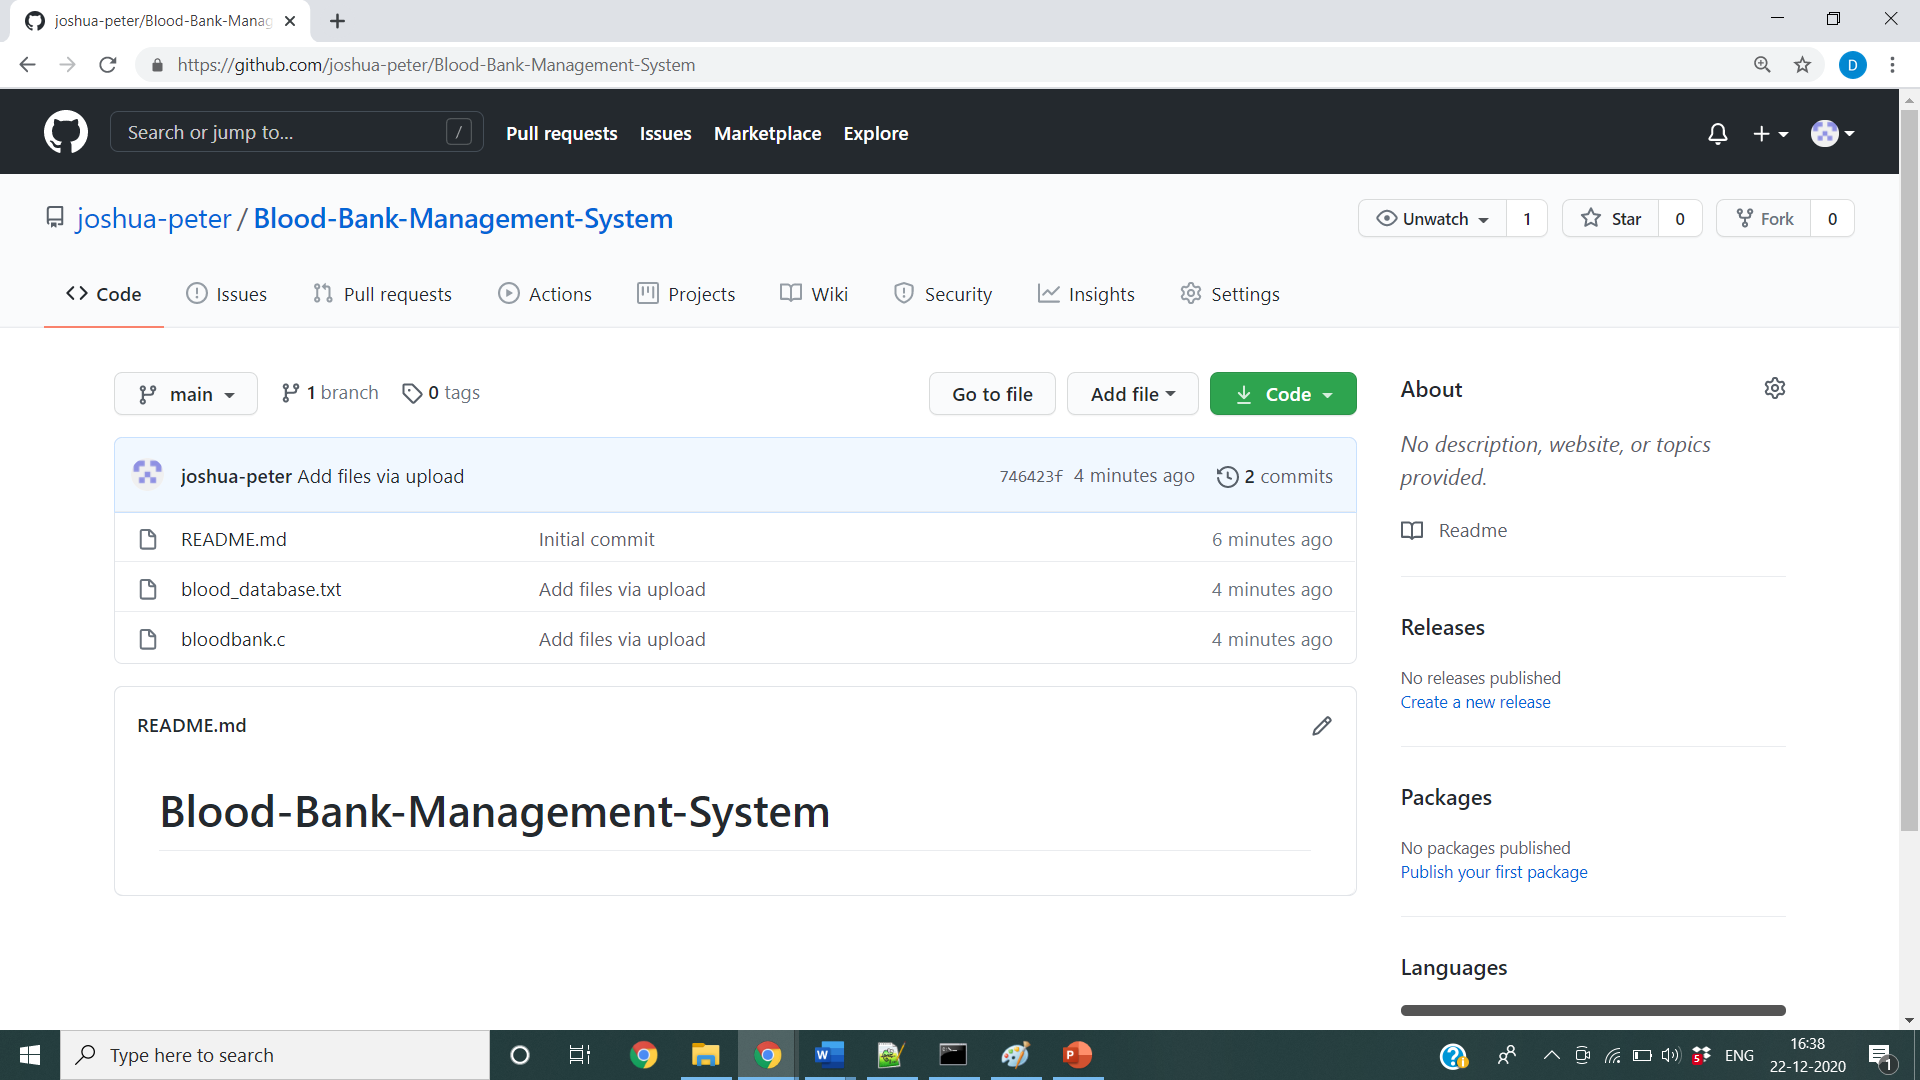 joshua-peter/Blood-Bank-Manag
https://github.com/joshua-peter/Blood-Bank-Management-System
D
Search or jump to...
/
Pull requests
Issues
Marketplace
Explore
joshua-peter / Blood-Bank-Management-System
Unwatch 1
Star 0
Fork 0
Code
Issues
Pull requests
Actions
Projects
Wiki
Security
Insights
Settings
main
1 branch
0 tags
Go to file
Add file
Code
joshua-peter Add files via upload
746423f 4 minutes ago
2 commits
README.md Initial commit 6 minutes ago
blood_database.txt Add files via upload 4 minutes ago
bloodbank.c Add files via upload 4 minutes ago
README.md
Blood-Bank-Management-System
About
No description, website, or topics
provided.
Readme
Releases
No releases published
Create a new release
Packages
No packages published
Publish your first package
Languages
Type here to search
W
P
?
5
ENG
16:38
22-12-2020
1